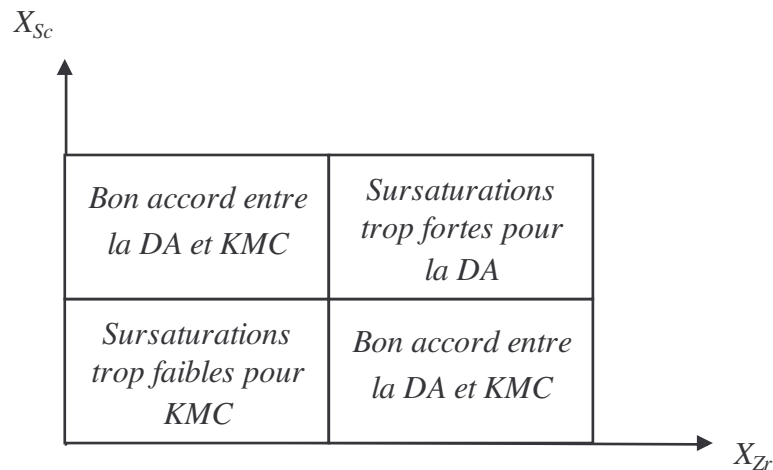 X_Sc
Bon accord entre
la DA et KMC
Sursaturations
trop fortes pour
la DA
Sursaturations
trop faibles pour
KMC
Bon accord entre
la DA et KMC
X_Zr